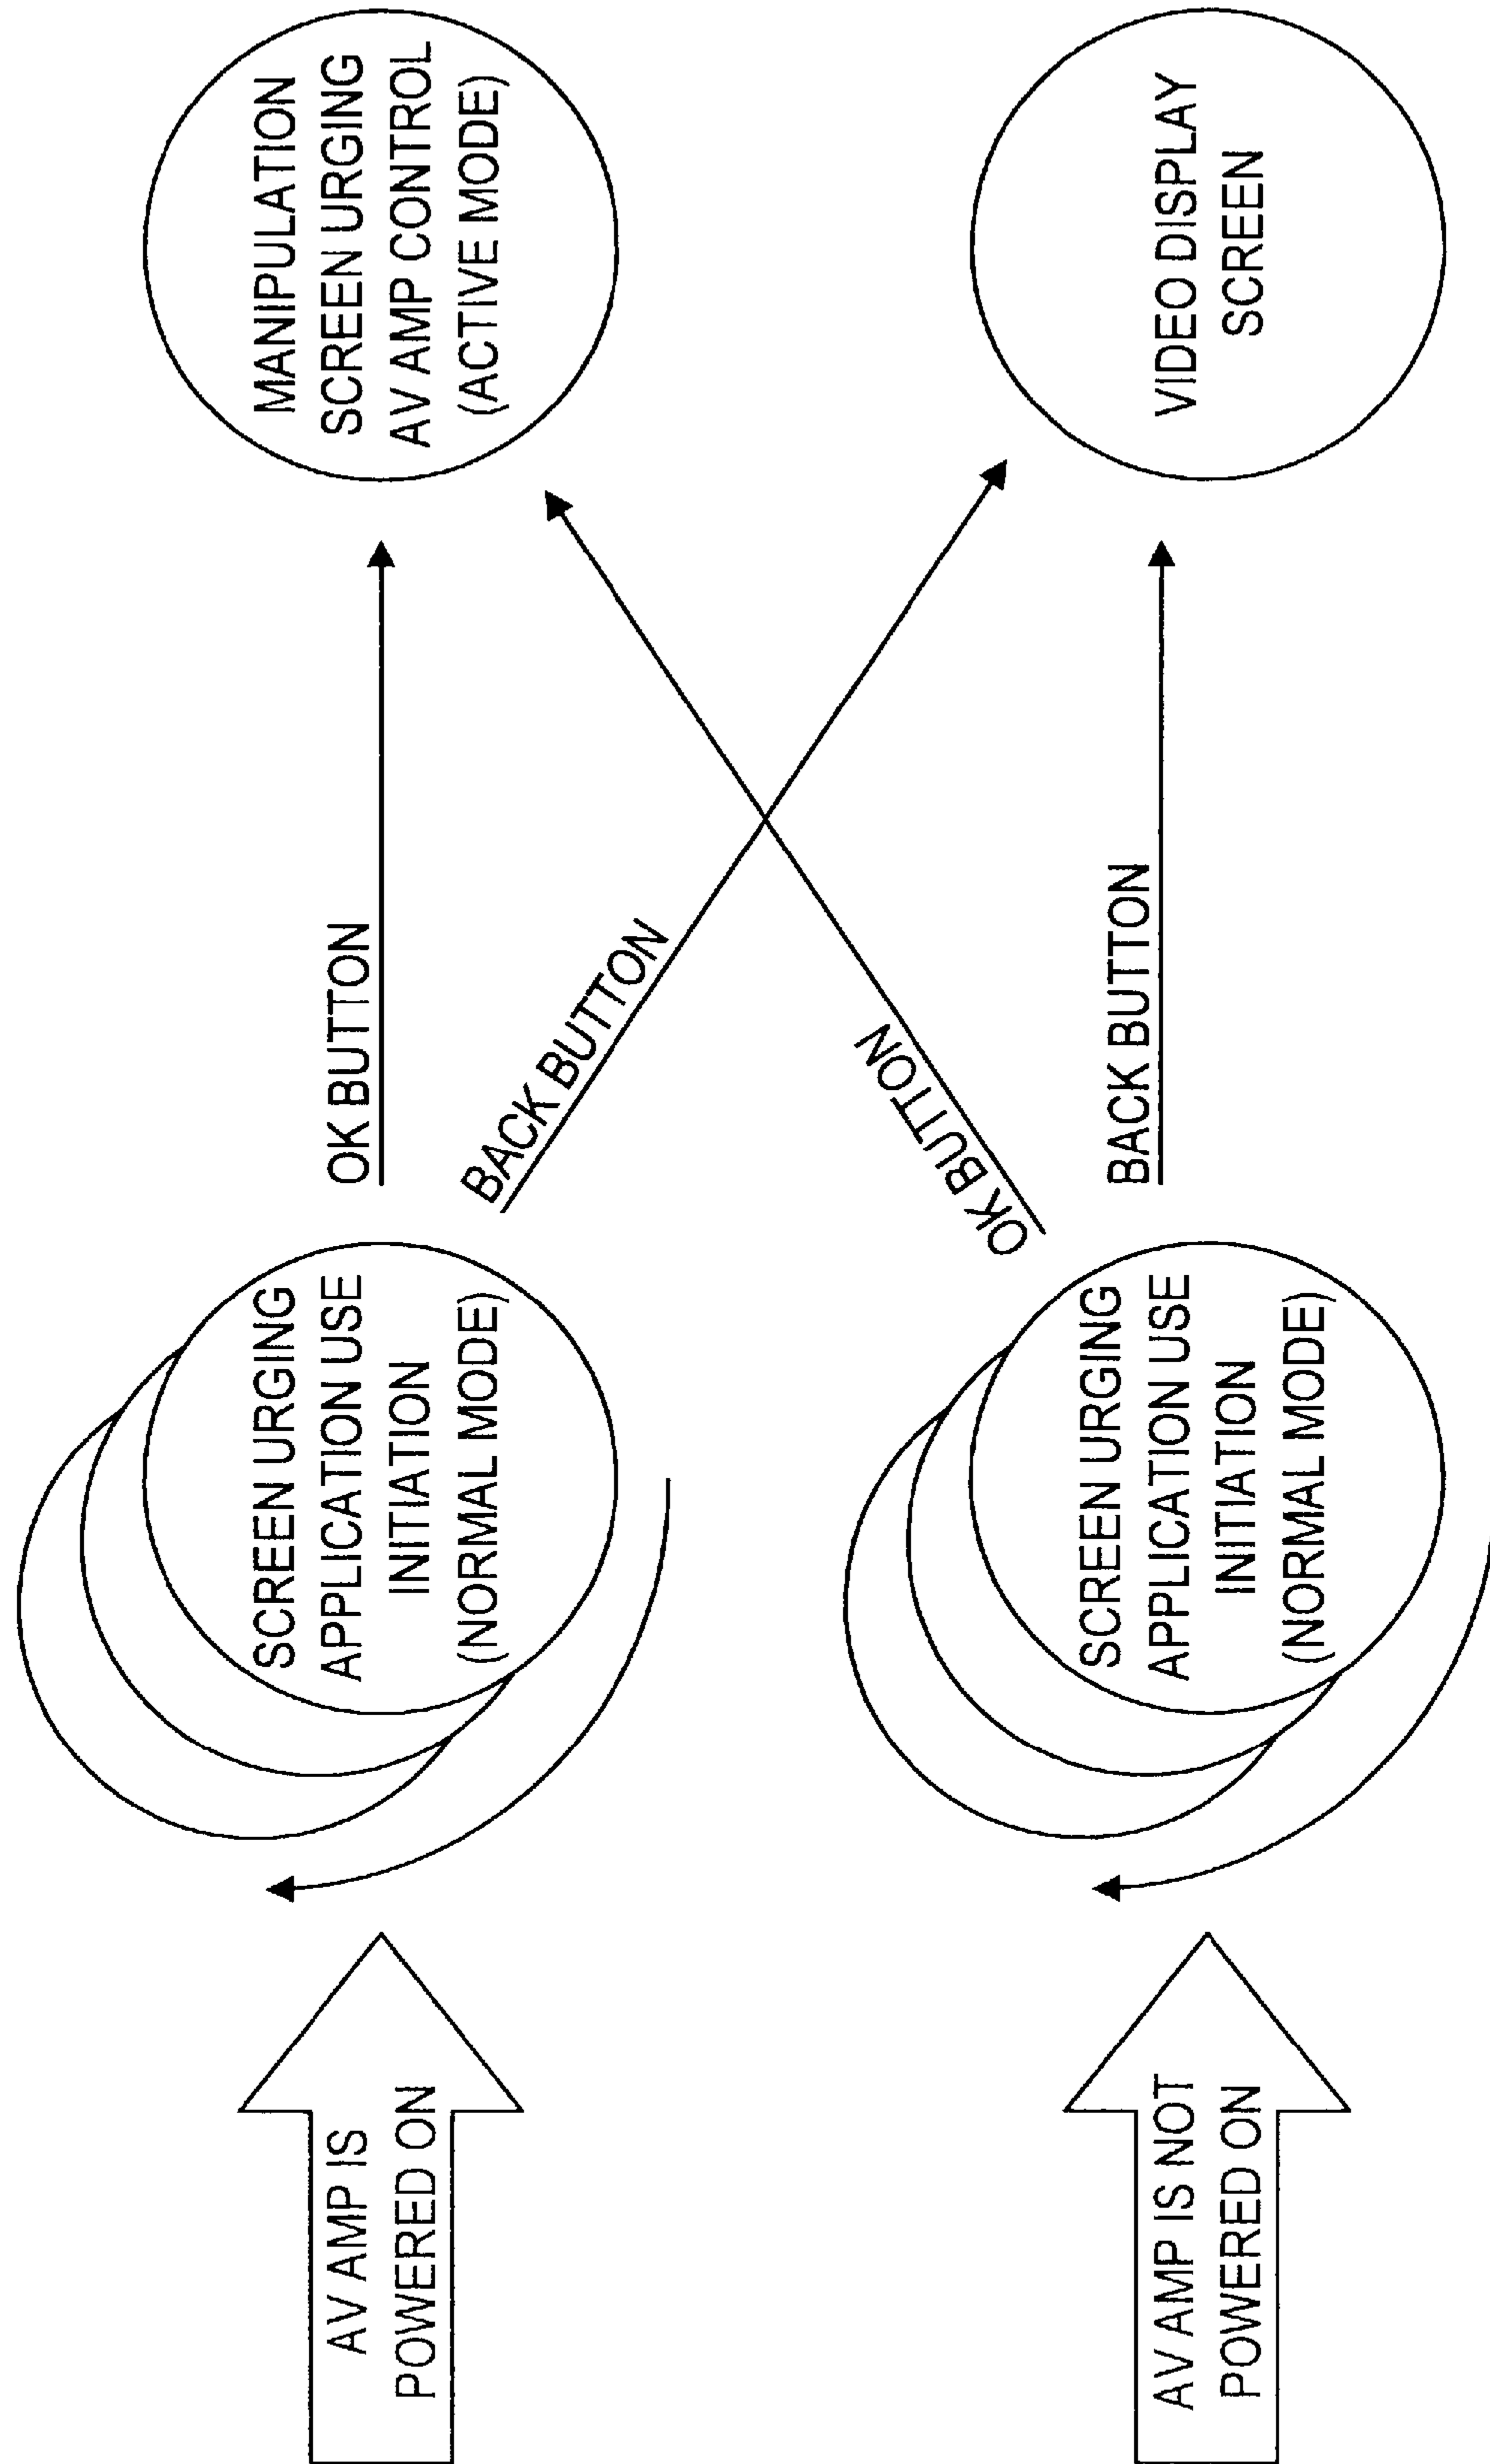 AV AMP IS
POWERED ON
SCREEN URGING
APPLICATION USE
INITIATION
(NORMAL MODE)
OK BUTTON
BACK BUTTON
MANIPULATION
SCREEN URGING
AV AMP CONTROL
(ACTIVE MODE)
AV AMP IS NOT
POWERED ON
SCREEN URGING
APPLICATION USE
INITIATION
(NORMAL MODE)
OK BUTTON
BACK BUTTON
VIDEO DISPLAY
SCREEN